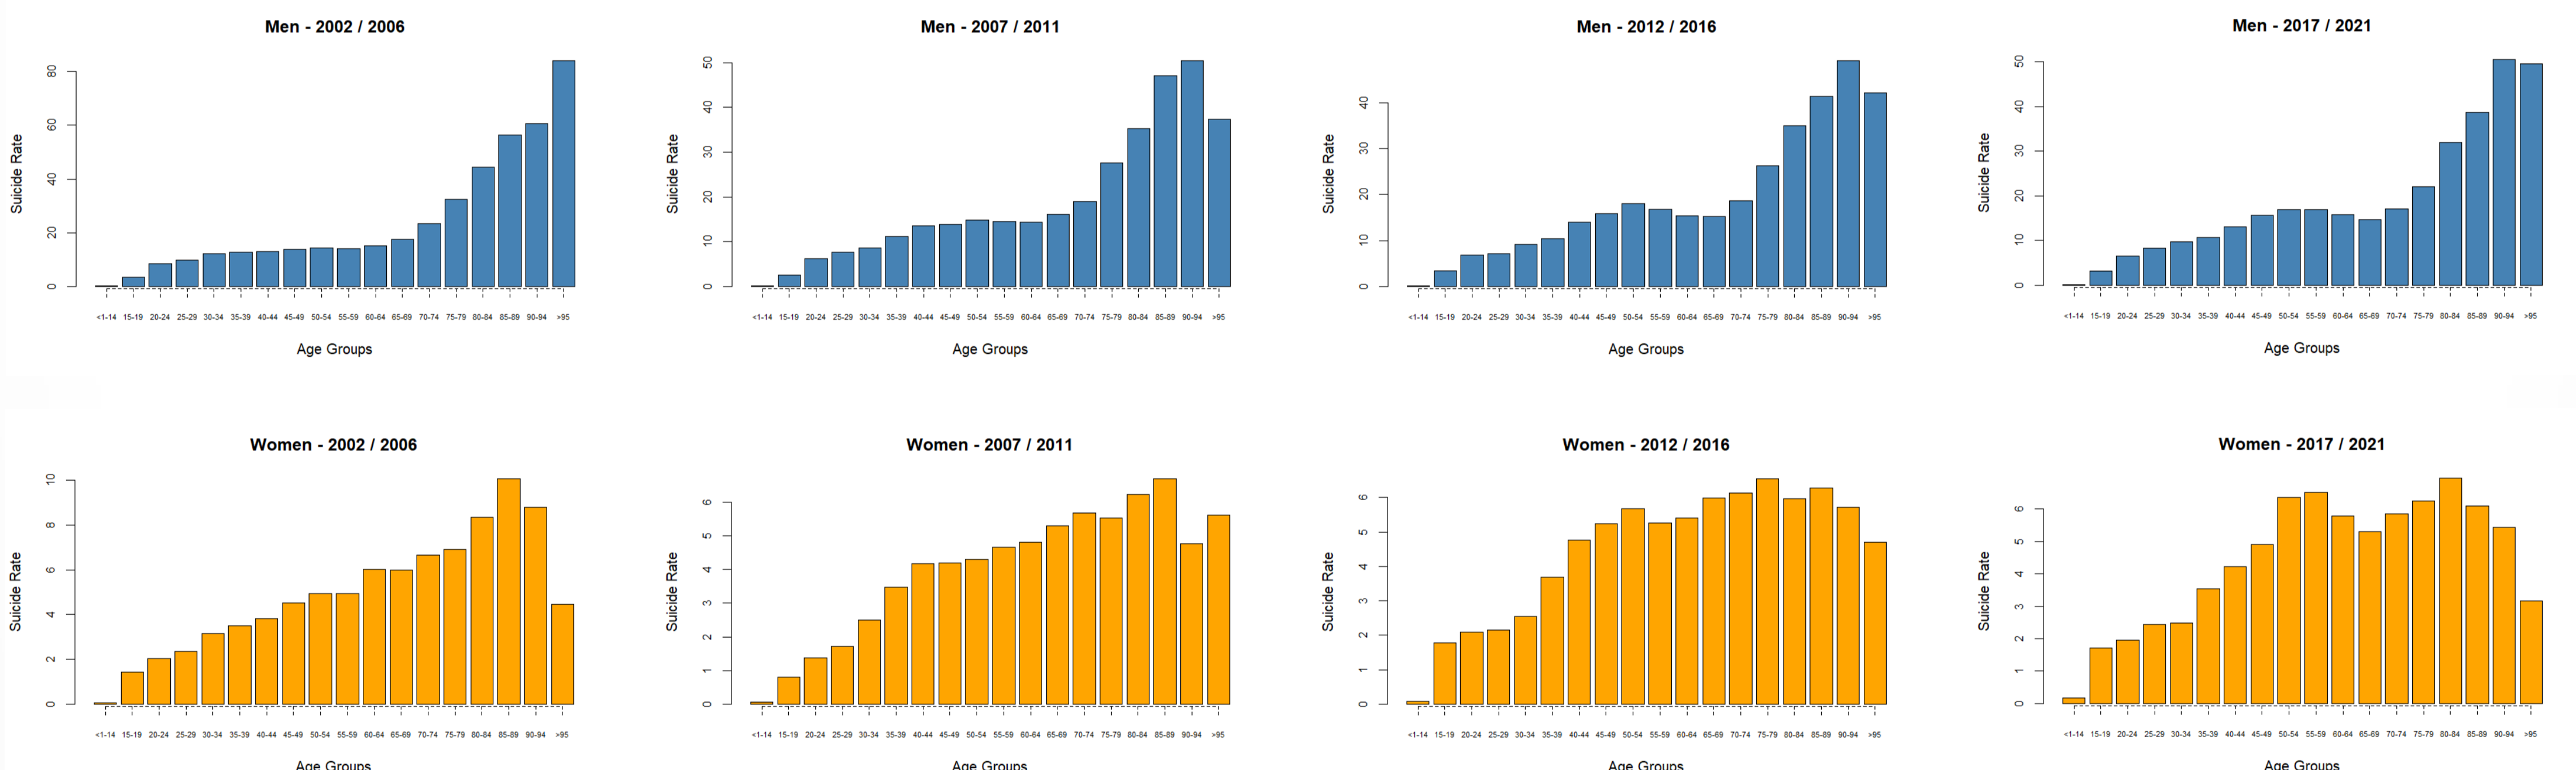 Men - 2002 / 2006
Suicide Rate
0 20 40 60 80
<1-14 15-19 20-24 25-29 30-34 35-39 40-44 45-49 50-54 55-59 60-64 65-69 70-74 75-79 80-84 85-89 90-94 >95
Age Groups
Men - 2007 / 2011
Suicide Rate
0 10 20 30 40 50
<1-14 15-19 20-24 25-29 30-34 35-39 40-44 45-49 50-54 55-59 60-64 65-69 70-74 75-79 80-84 85-89 90-94 >95
Age Groups
Men - 2012 / 2016
Suicide Rate
0 10 20 30 40
<1-14 15-19 20-24 25-29 30-34 35-39 40-44 45-49 50-54 55-59 60-64 65-69 70-74 75-79 80-84 85-89 90-94 >95
Age Groups
Men - 2017 / 2021
Suicide Rate
0 10 20 30 40 50
<1-14 15-19 20-24 25-29 30-34 35-39 40-44 45-49 50-54 55-59 60-64 65-69 70-74 75-79 80-84 85-89 90-94 >95
Age Groups
Women - 2002 / 2006
Suicide Rate
0 2 4 6 8 10
<1-14 15-19 20-24 25-29 30-34 35-39 40-44 45-49 50-54 55-59 60-64 65-69 70-74 75-79 80-84 85-89 90-94 >95
Age Groups
Women - 2007 / 2011
Suicide Rate
0 1 2 3 4 5 6
<1-14 15-19 20-24 25-29 30-34 35-39 40-44 45-49 50-54 55-59 60-64 65-69 70-74 75-79 80-84 85-89 90-94 >95
Age Groups
Women - 2012 / 2016
Suicide Rate
0 1 2 3 4 5 6
<1-14 15-19 20-24 25-29 30-34 35-39 40-44 45-49 50-54 55-59 60-64 65-69 70-74 75-79 80-84 85-89 90-94 >95
Age Groups
Women - 2017 / 2021
Suicide Rate
0 1 2 3 4 5 6
<1-14 15-19 20-24 25-29 30-34 35-39 40-44 45-49 50-54 55-59 60-64 65-69 70-74 75-79 80-84 85-89 90-94 >95
Age Groups